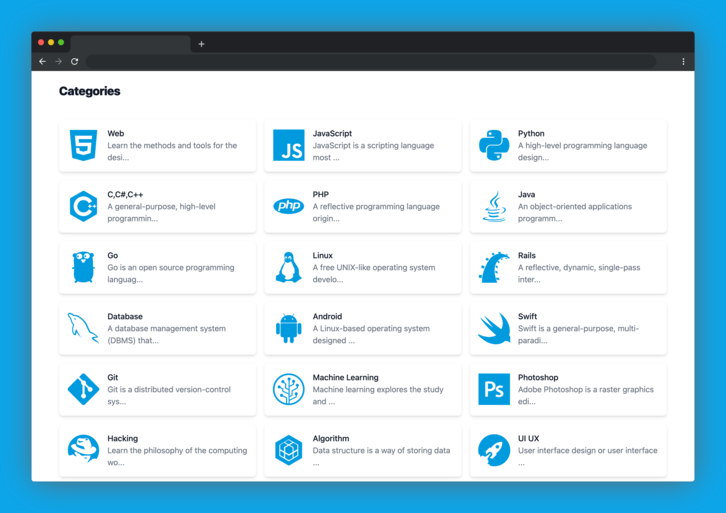 Categories
Web
Learn the methods and tools for the
desi...
JavaScript
JavaScript is a scripting language
most ...
JS
Python
A high-level programming language
design...
C,C#,C++
A general-purpose, high-level
programmin...
C++
PHP
A reflective programming language
origin...
php
Java
An object-oriented applications
programm...
Go
Go is an open source programming
languag...
Linux
A free UNIX-like operating system
develo...
Rails
A reflective, dynamic, single-pass
inter...
Database
A database management system
(DBMS) that...
Android
A Linux-based operating system
designed ...
Swift
Swift is a general-purpose, multi-
paradi...
Git
Git is a distributed version-control
sys...
Machine Learning
Machine learning explores the study
and ...
Photoshop
Adobe Photoshop is a raster graphics
edi...
Ps
Hacking
Learn the philosophy of the computing
wo...
Algorithm
Data structure is a way of storing data
...
UI UX
User interface design or user interface
...